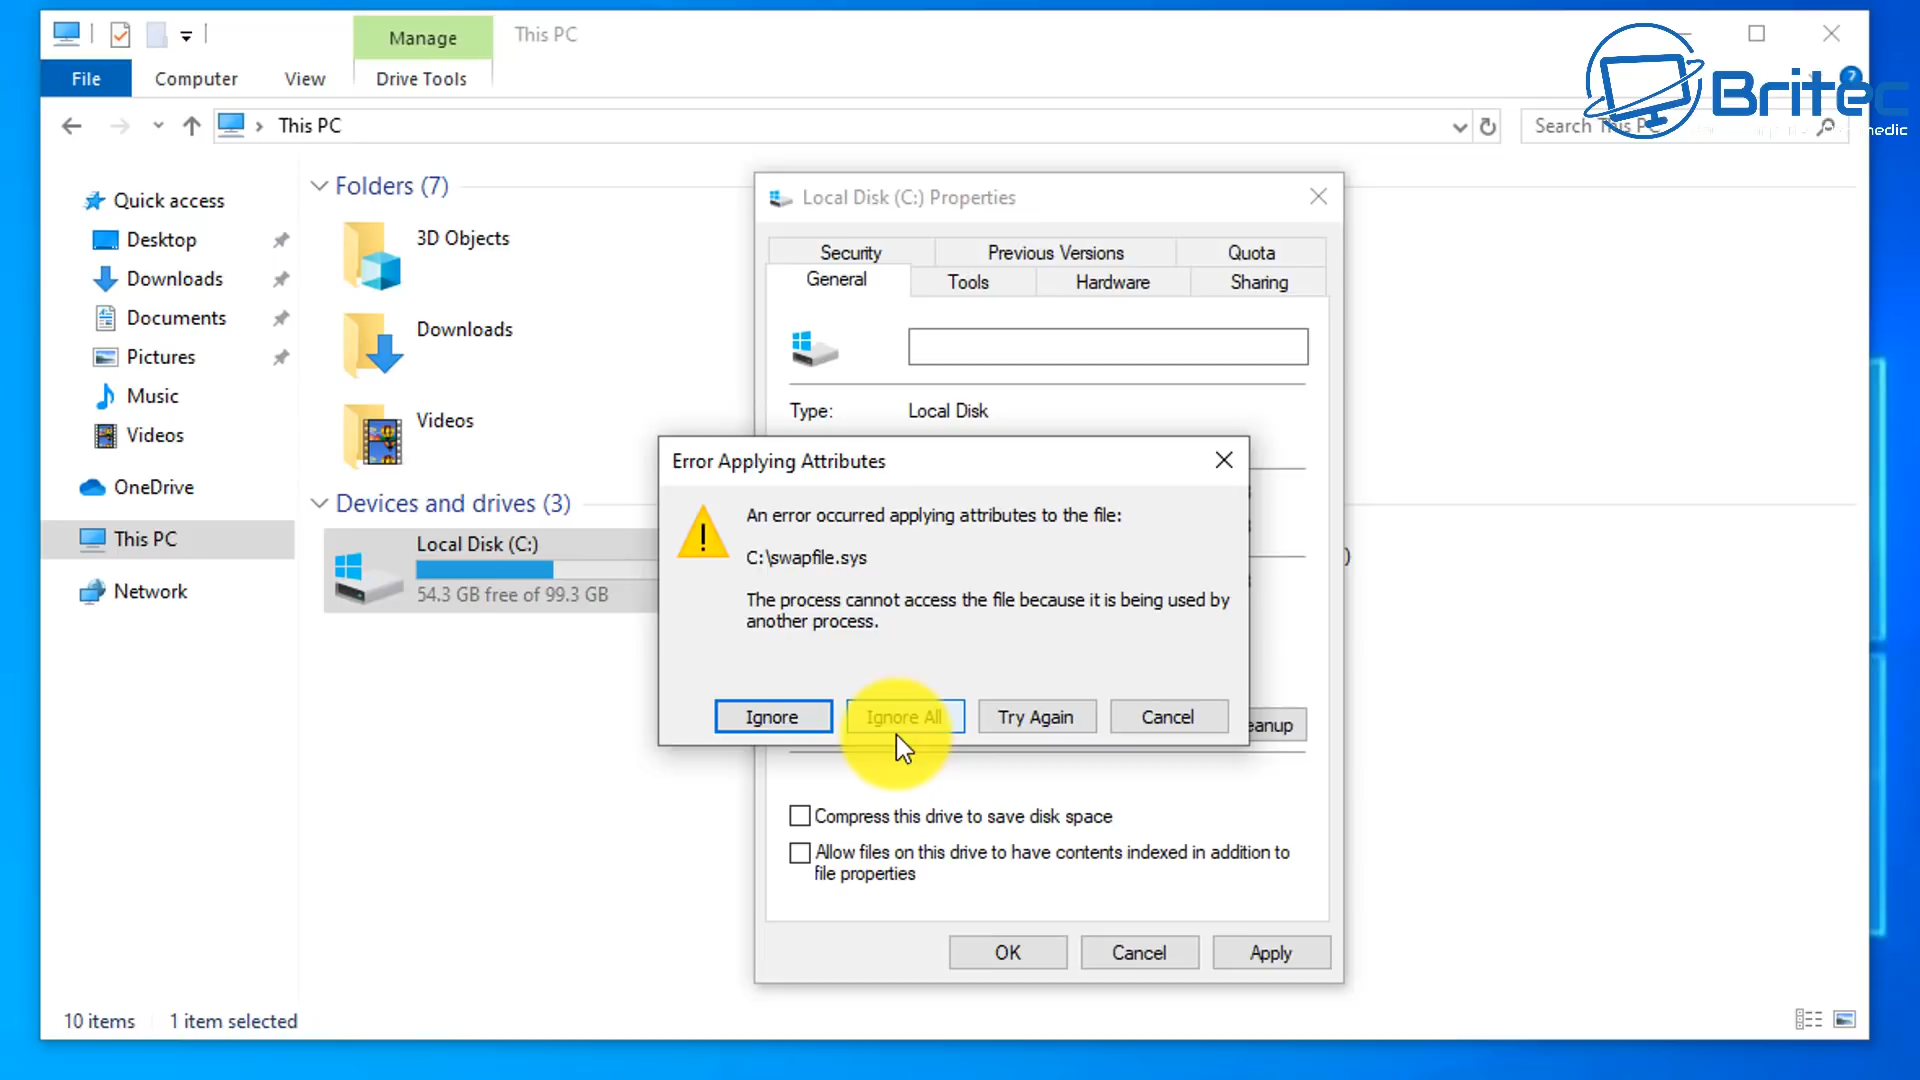 Manage
This PC
File
Computer
View
Drive Tools
This PC
Search This PC
Britec
medic
?
Quick access
Desktop
Downloads
Documents
Pictures
Music
Videos
OneDrive
This PC
Network
Folders (7)
3D Objects
Downloads
Videos
Devices and drives (3)
Local Disk (C:)
54.3 GB free of 99.3 GB
Local Disk (C:) Properties
Security
Previous Versions
Quota
General
Tools
Hardware
Sharing
Type:
Local Disk
Error Applying Attributes
An error occurred applying attributes to the file:
C:\swapfile.sys
The process cannot access the file because it is being used by
another process.
Ignore
Ignore All
Try Again
Cancel
eanup
)
Compress this drive to save disk space
Allow files on this drive to have contents indexed in addition to
file properties
OK
Cancel
Apply
10 items
1 item selected